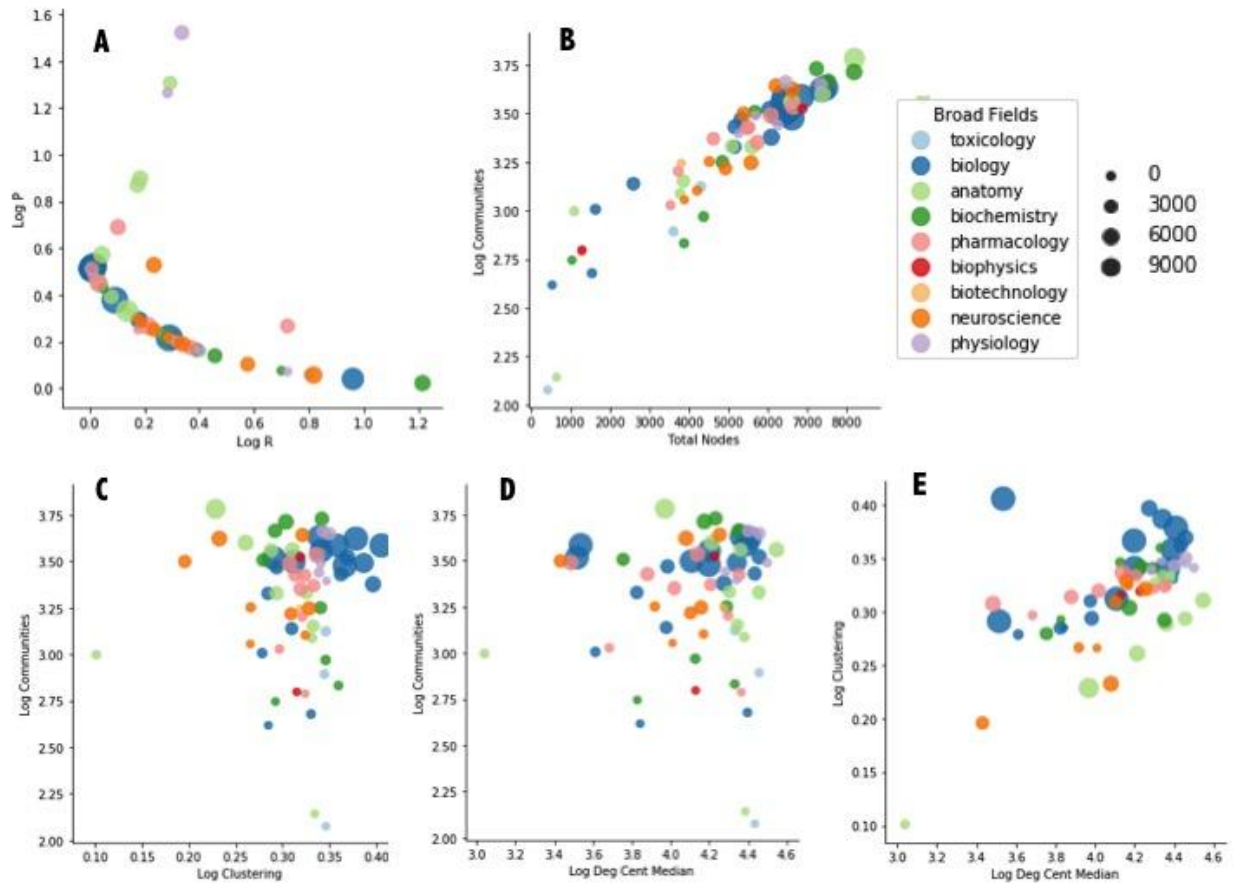 A
1.6
1.4
1.2
1.0
0.8
0.6
0.4
0.2
0.0
Log P
0.0 0.2 0.4 0.6 0.8 1.0 1.2
Log R
B
3.75
3.50
3.25
3.00
2.75
2.50
2.25
2.00
Log Communities
0 1000 2000 3000 4000 5000 6000 7000 8000
Total Nodes
Broad Fields
toxicology
biology
anatomy
biochemistry
pharmacology
biophysics
biotechnology
neuroscience
physiology
0
3000
6000
9000
C
3.75
3.50
3.25
3.00
2.75
2.50
2.25
2.00
Log Communities
0.10 0.15 0.20 0.25 0.30 0.35 0.40
Log Clustering
D
3.75
3.50
3.25
3.00
2.75
2.50
2.25
2.00
Log Communities
3.0 3.2 3.4 3.6 3.8 4.0 4.2 4.4 4.6
Log Deg Cent Median
E
0.40
0.35
0.30
0.25
0.20
0.15
0.10
Log Clustering
3.0 3.2 3.4 3.6 3.8 4.0 4.2 4.4 4.6
Log Deg Cent Median